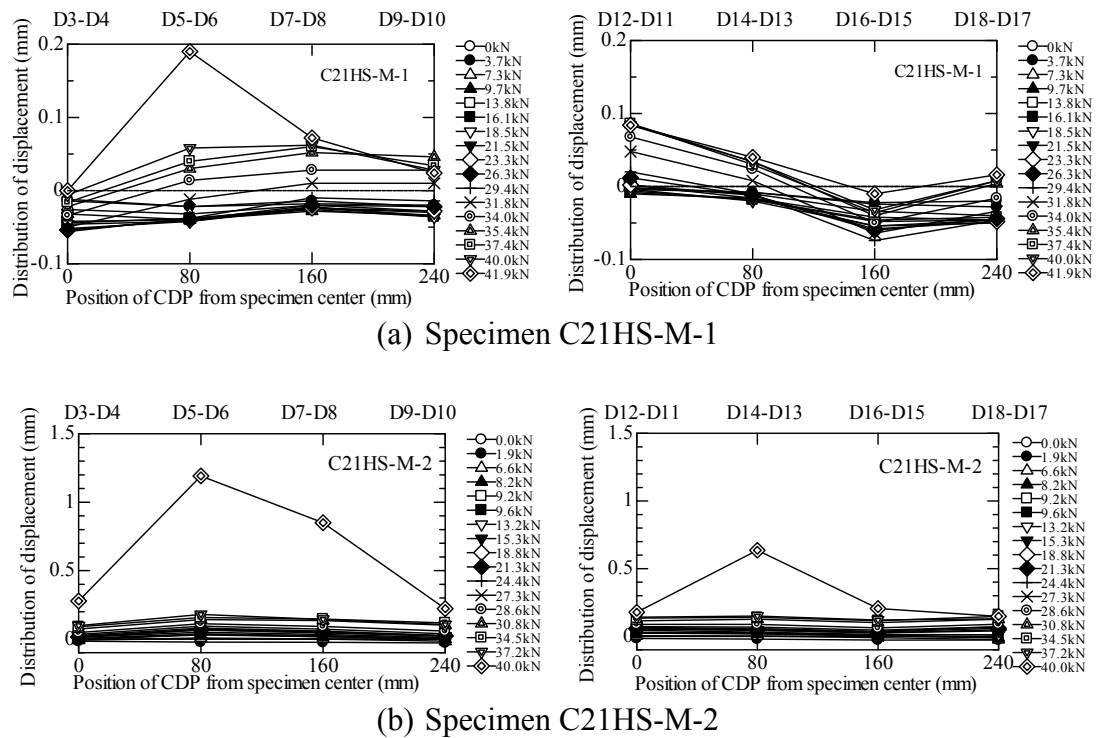 D3-D4 D5-D6 D7-D8 D9-D10
Distribution of displacement (mm)
0.2
0.1
0
-0.1
C21HS-M-1
0 80 160 240
Position of CDP from specimen center (mm)
0kN
3.7kN
7.3kN
9.7kN
13.8kN
16.1kN
18.5kN
21.5kN
23.3kN
26.3kN
29.4kN
31.8kN
34.0kN
35.4kN
37.4kN
40.0kN
41.9kN
D12-D11 D14-D13 D16-D15 D18-D17
Distribution of displacement (mm)
0.2
0.1
0
-0.1
C21HS-M-1
0 80 160 240
Position of CDP from specimen center (mm)
0kN
3.7kN
7.3kN
9.7kN
13.8kN
16.1kN
18.5kN
21.5kN
23.3kN
26.3kN
29.4kN
31.8kN
34.0kN
35.4kN
37.4kN
40.0kN
41.9kN
(a) Specimen C21HS-M-1
D3-D4 D5-D6 D7-D8 D9-D10
Distribution of displacement (mm)
1.5
1
0.5
0
C21HS-M-2
0 80 160 240
Position of CDP from specimen center (mm)
0.0kN
1.9kN
6.6kN
8.2kN
9.2kN
9.6kN
13.2kN
15.3kN
18.8kN
21.3kN
24.4kN
27.3kN
28.6kN
30.8kN
34.5kN
37.2kN
40.0kN
D12-D11 D14-D13 D16-D15 D18-D17
Distribution of displacement (mm)
1.5
1
0.5
0
C21HS-M-2
0 80 160 240
Position of CDP from specimen center (mm)
0.0kN
1.9kN
6.6kN
8.2kN
9.2kN
9.6kN
13.2kN
15.3kN
18.8kN
21.3kN
24.4kN
27.3kN
28.6kN
30.8kN
34.5kN
37.2kN
40.0kN
(b) Specimen C21HS-M-2